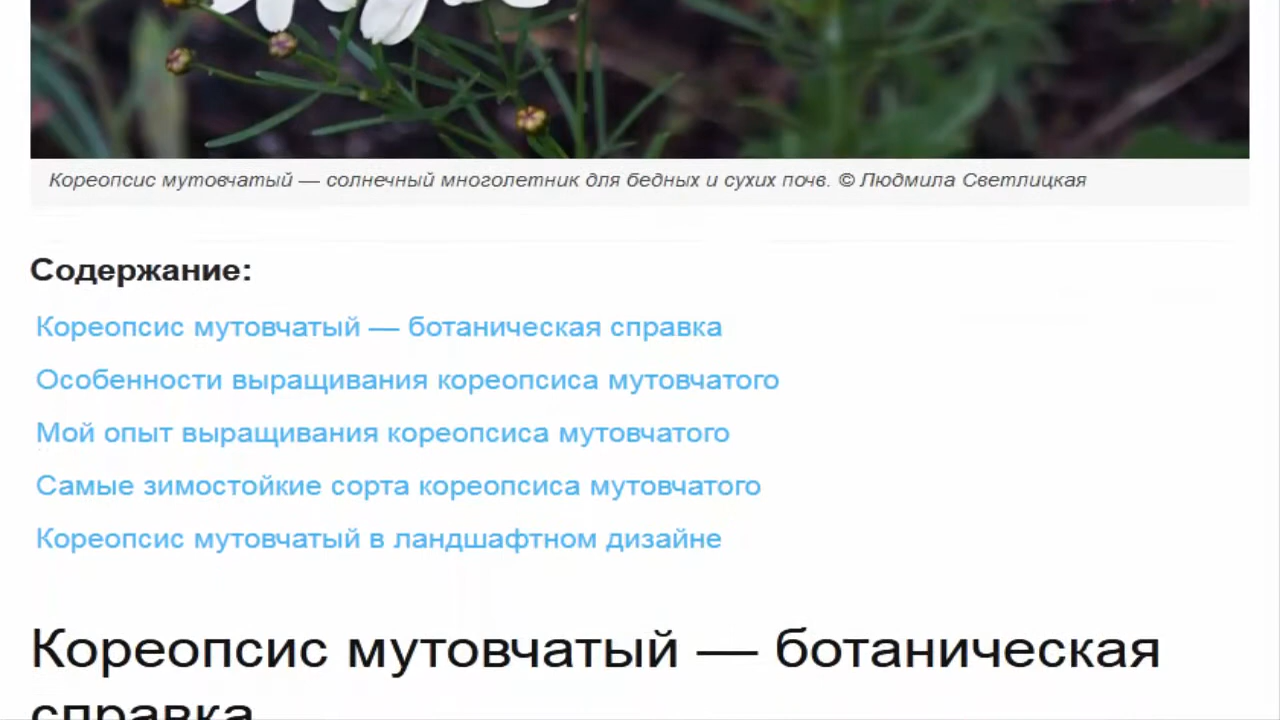 Кореопсис мутовчатый — солнечный многолетник для бедных и сухих почв. © Людмила Светлицкая
Содержание:
Кореопсис мутовчатый — ботаническая справка
Особенности выращивания кореопсиса мутовчатого
Мой опыт выращивания кореопсиса мутовчатого
Самые зимостойкие сорта кореопсиса мутовчатого
Кореопсис мутовчатый в ландшафтном дизайне
Кореопсис мутовчатый — ботаническая
справка